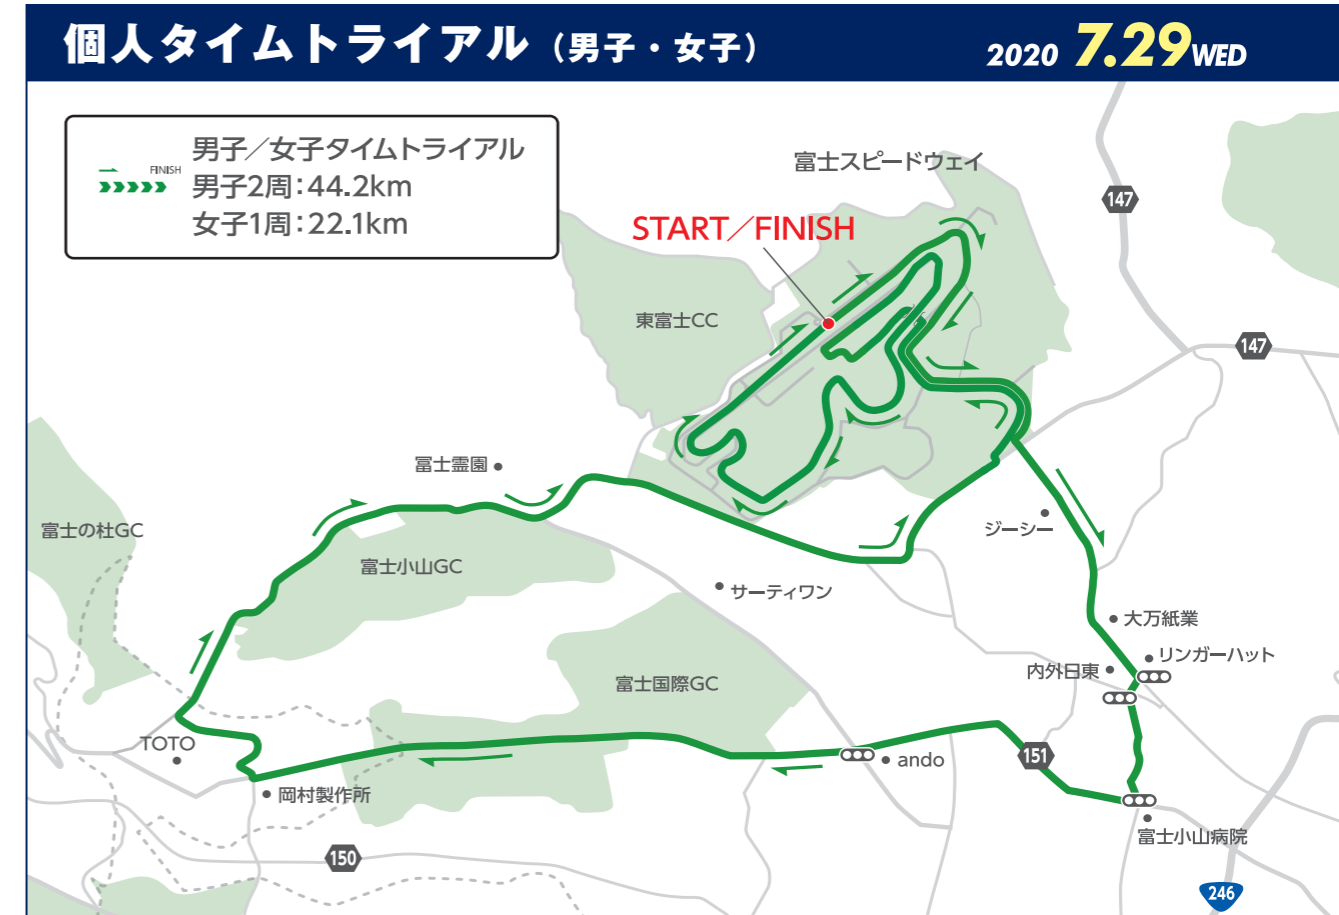 個人タイムトライアル（男子・女子）
2020 7.29 WED
FINISH
男子／女子タイムトライアル
男子2周：44.2km
女子1周：22.1km
富士スピードウェイ
147
START／FINISH
東富士CC
147
富士霊園
富士の杜GC
ジーシー
富士小山GC
サーティワン
大万紙業
リンガーハット
内外日東
富士国際GC
TOTO
ando
151
岡村製作所
富士小山病院
150
246